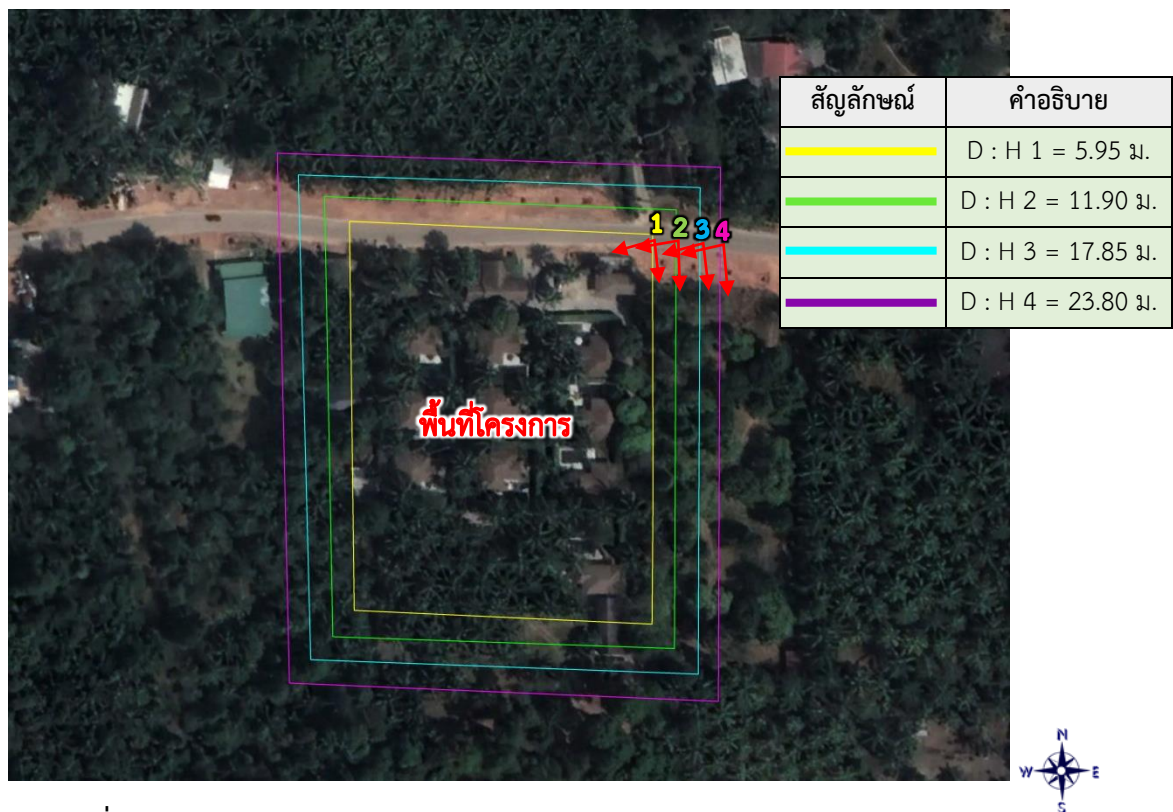 สัญลักษณ์ คำอธิบาย
D : H 1 = 5.95 ม.
D : H 2 = 11.90 ม.
D : H 3 = 17.85 ม.
D : H 4 = 23.80 ม.
1 2 3 4
พื้นที่โครงการ
N
W E
S